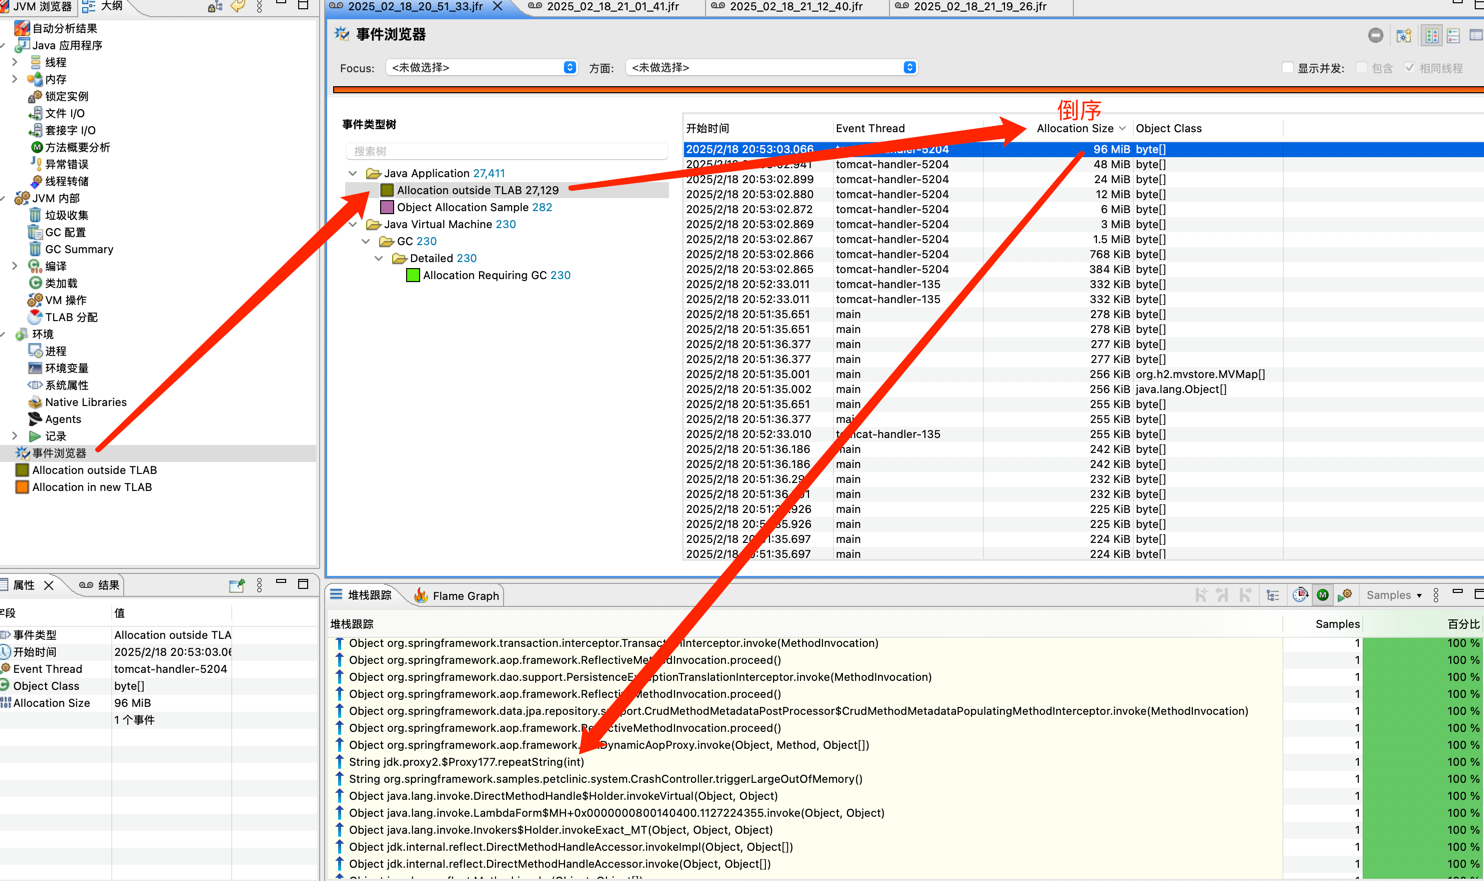 JVM 浏览器 大纲
自动分析结果
Java 应用程序
线程
内存
锁定实例
文件 I/O
套接字 I/O
方法概要分析
异常错误
线程转储
JVM 内部
垃圾收集
GC 配置
GC Summary
编译
类加载
VM 操作
TLAB 分配
环境
进程
环境变量
系统属性
Native Libraries
Agents
记录
事件浏览器
Allocation outside TLAB
Allocation in new TLAB
属性 结果
字段 值
事件类型 Allocation outside TLA
开始时间 2025/2/18 20:53:03.06
Event Thread tomcat-handler-5204
Object Class byte[]
Allocation Size 96 MiB
1 个事件
2025_02_18_20_51_33.jfr 2025_02_18_21_01_41.jfr 2025_02_18_21_12_40.jfr 2025_02_18_21_19_26.jfr
事件浏览器
Focus: <未做选择> 方面: <未做选择> 显示并发: 包含 相同线程
事件类型树
搜索树
Java Application 27,411
Allocation outside TLAB 27,129
Object Allocation Sample 282
Java Virtual Machine 230
GC 230
Detailed 230
Allocation Requiring GC 230
倒序
开始时间 Event Thread Allocation Size Object Class
2025/2/18 20:53:03.066 tomcat-handler-5204 96 MiB byte[]
2025/2/18 20:53:02.941 tomcat-handler-5204 48 MiB byte[]
2025/2/18 20:53:02.899 tomcat-handler-5204 24 MiB byte[]
2025/2/18 20:53:02.880 tomcat-handler-5204 12 MiB byte[]
2025/2/18 20:53:02.872 tomcat-handler-5204 6 MiB byte[]
2025/2/18 20:53:02.869 tomcat-handler-5204 3 MiB byte[]
2025/2/18 20:53:02.867 tomcat-handler-5204 1.5 MiB byte[]
2025/2/18 20:53:02.866 tomcat-handler-5204 768 KiB byte[]
2025/2/18 20:53:02.865 tomcat-handler-5204 384 KiB byte[]
2025/2/18 20:52:33.011 tomcat-handler-135 332 KiB byte[]
2025/2/18 20:52:33.011 tomcat-handler-135 332 KiB byte[]
2025/2/18 20:51:35.651 main 278 KiB byte[]
2025/2/18 20:51:35.651 main 278 KiB byte[]
2025/2/18 20:51:36.377 main 277 KiB byte[]
2025/2/18 20:51:36.377 main 277 KiB byte[]
2025/2/18 20:51:35.001 main 256 KiB org.h2.mvstore.MVMap[]
2025/2/18 20:51:35.002 main 256 KiB java.lang.Object[]
2025/2/18 20:51:35.651 main 255 KiB byte[]
2025/2/18 20:51:36.377 main 255 KiB byte[]
2025/2/18 20:52:33.010 tomcat-handler-135 255 KiB byte[]
2025/2/18 20:51:36.186 main 242 KiB byte[]
2025/2/18 20:51:36.186 main 242 KiB byte[]
2025/2/18 20:51:36.29 main 232 KiB byte[]
2025/2/18 20:51:36. main 232 KiB byte[]
2025/2/18 20:51: .926 main 225 KiB byte[]
2025/2/18 20:5 35.926 main 225 KiB byte[]
2025/2/18 20:51:35.697 main 224 KiB byte[]
2025/2/18 20:51:35.697 main 224 KiB byte[]
堆栈跟踪 Flame Graph Samples
堆栈跟踪 Samples 百分比
Object org.springframework.transaction.interceptor.TransactionInterceptor.invoke(MethodInvocation) 1 100 %
Object org.springframework.aop.framework.ReflectiveMethodInvocation.proceed() 1 100 %
Object org.springframework.dao.support.PersistenceExceptionTranslationInterceptor.invoke(MethodInvocation) 1 100 %
Object org.springframework.aop.framework.ReflectiveMethodInvocation.proceed() 1 100 %
Object org.springframework.data.jpa.repository.support.CrudMethodMetadataPostProcessor$CrudMethodMetadataPopulatingMethodInterceptor.invoke(MethodInvocation) 1 100 %
Object org.springframework.aop.framework.ReflectiveMethodInvocation.proceed() 1 100 %
Object org.springframework.aop.framework.JdkDynamicAopProxy.invoke(Object, Method, Object[]) 1 100 %
String jdk.proxy2.$Proxy177.repeatString(int) 1 100 %
String org.springframework.samples.petclinic.system.CrashController.triggerLargeOutOfMemory() 1 100 %
Object java.lang.invoke.DirectMethodHandle$Holder.invokeVirtual(Object, Object) 1 100 %
Object java.lang.invoke.LambdaForm$MH+0x0000000800140400.1127224355.invoke(Object, Object) 1 100 %
Object java.lang.invoke.Invokers$Holder.invokeExact_MT(Object, Object, Object) 1 100 %
Object jdk.internal.reflect.DirectMethodHandleAccessor.invokeImpl(Object, Object[]) 1 100 %
Object jdk.internal.reflect.DirectMethodHandleAccessor.invoke(Object, Object[]) 1 100 %